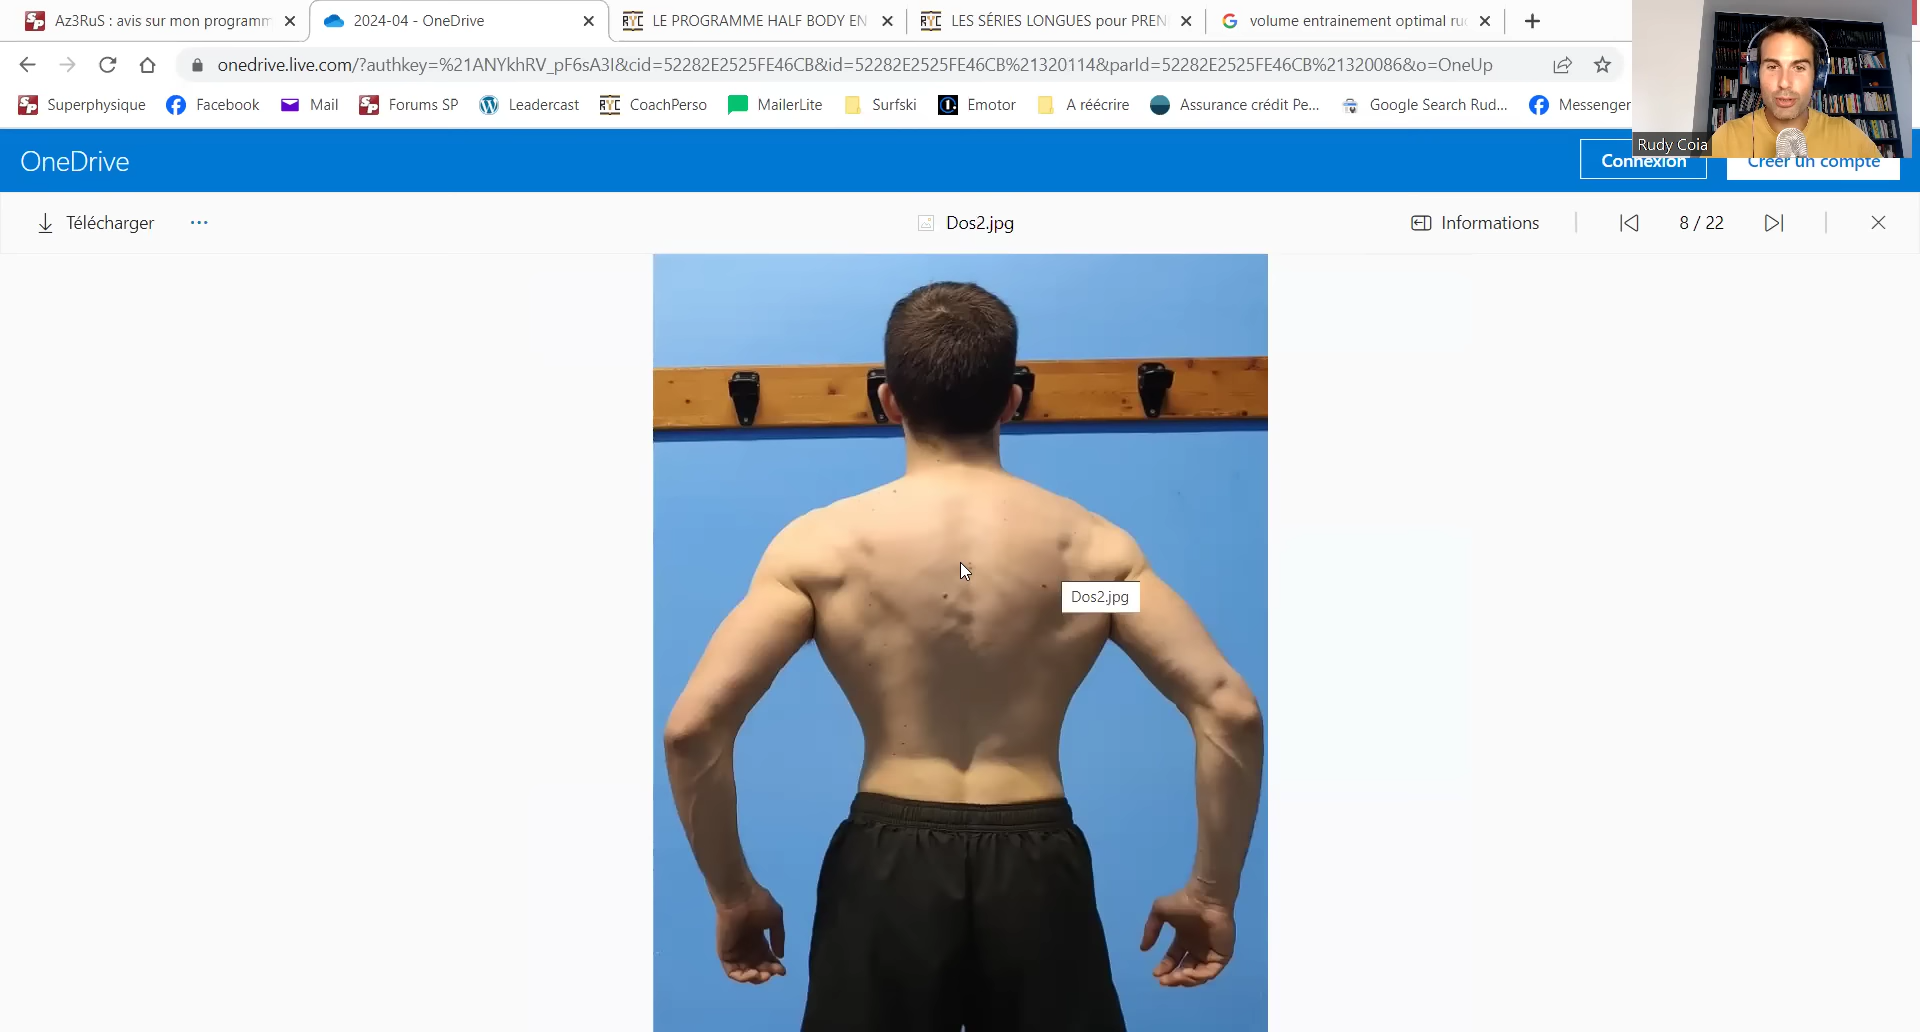 Az3RuS : avis sur mon programm
2024-04 - OneDrive
LE PROGRAMME HALF BODY EN
LES SÉRIES LONGUES pour PREN
volume entrainement optimal ru
onedrive.live.com/?authkey=%21ANYkhRV_pF6sA3I&cid=52282E2525FE46CB&id=52282E2525FE46CB%21320114&parId=52282E2525FE46CB%21320086&o=OneUp
Superphysique Facebook Mail Forums SP Leadercast CoachPerso MailerLite Surfski Emotor A réécrire Assurance crédit Pe... Google Search Rud... Messenger
Rudy Coia
OneDrive
Connexion
Créer un compte
Télécharger ... Dos2.jpg Informations 8 / 22
Dos2.jpg